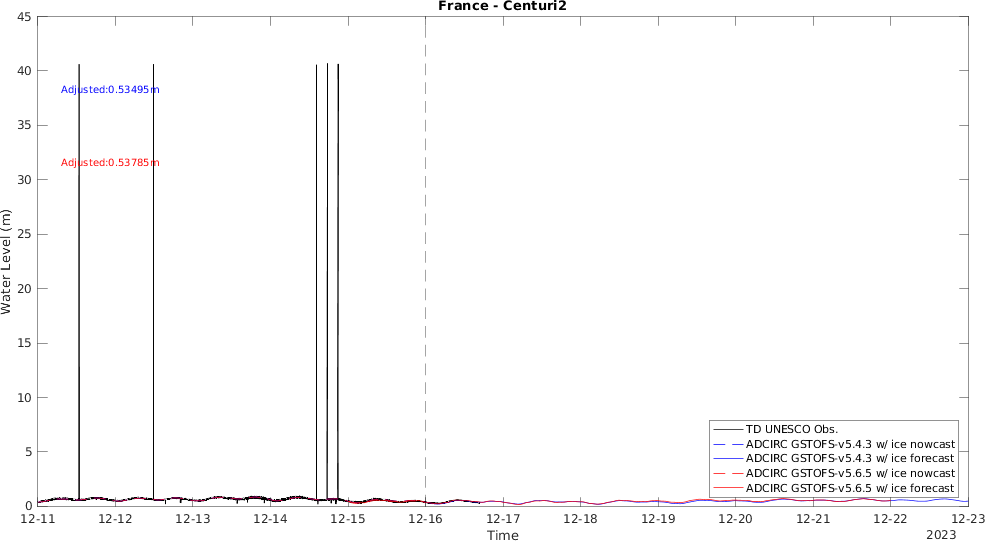 France - Centuri2
45
40
35
30
25
20
15
10
5
0
Water Level (m)
Adjusted:0.53495m
Adjusted:0.53785m
TD UNESCO Obs.
ADCIRC GSTOFS-v5.4.3 w/ ice nowcast
ADCIRC GSTOFS-v5.4.3 w/ ice forecast
ADCIRC GSTOFS-v5.6.5 w/ ice nowcast
ADCIRC GSTOFS-v5.6.5 w/ ice forecast
12-11 12-12 12-13 12-14 12-15 12-16 12-17 12-18 12-19 12-20 12-21 12-22 12-23
Time
2023